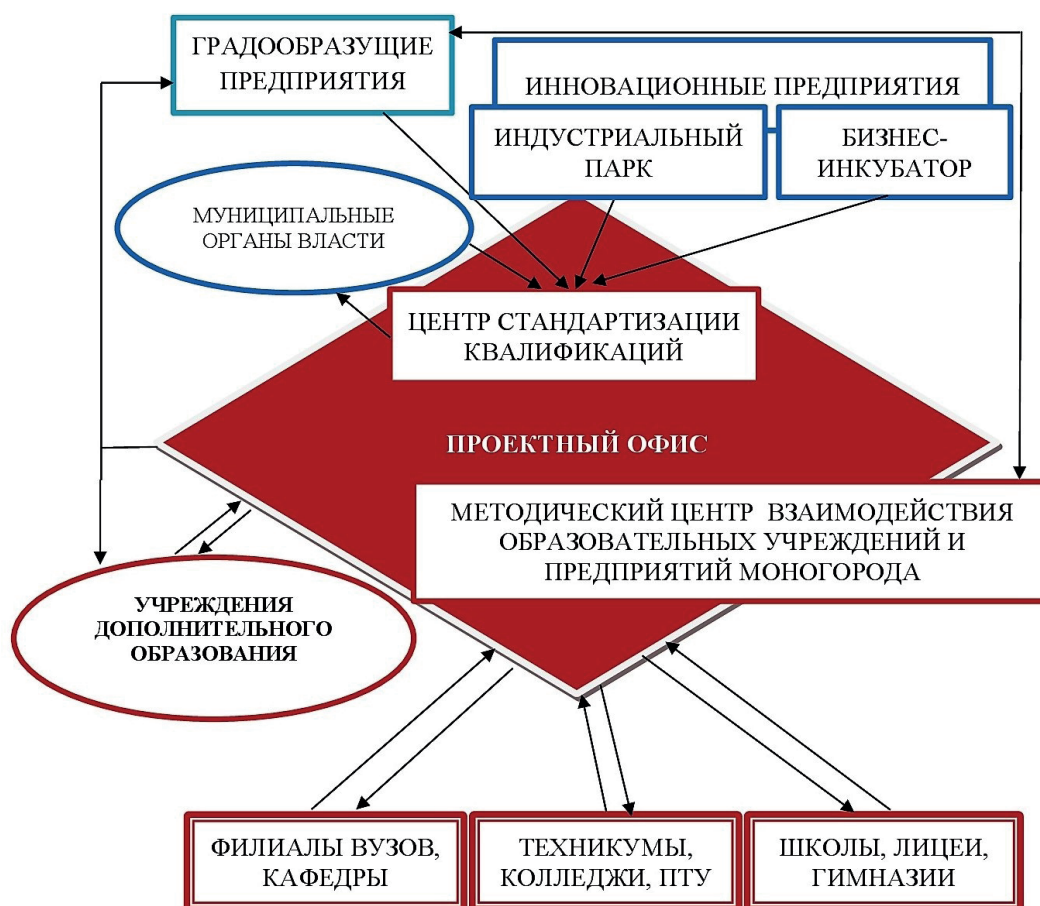 ГРАДООБРАЗУЩИЕ
ПРЕДПРИЯТИЯ
ИННОВАЦИОННЫЕ ПРЕДПРИЯТИЯ
ИНДУСТРИАЛЬНЫЙ
ПАРК
БИЗНЕС-
ИНКУБАТОР
МУНИЦИПАЛЬНЫЕ
ОРГАНЫ ВЛАСТИ
ЦЕНТР СТАНДАРТИЗАЦИИ
КВАЛИФИКАЦИЙ
ПРОЕКТНЫЙ ОФИС
МЕТОДИЧЕСКИЙ ЦЕНТР ВЗАИМОДЕЙСТВИЯ
ОБРАЗОВАТЕЛЬНЫХ УЧРЕЖДЕНИЙ И
ПРЕДПРИЯТИЙ МОНОГОРОДА
УЧРЕЖДЕНИЯ
ДОПОЛНИТЕЛЬНОГО
ОБРАЗОВАНИЯ
ФИЛИАЛЫ ВУЗОВ,
КАФЕДРЫ
ТЕХНИКУМЫ,
КОЛЛЕДЖИ, ПТУ
ШКОЛЫ, ЛИЦЕИ,
ГИМНАЗИИ